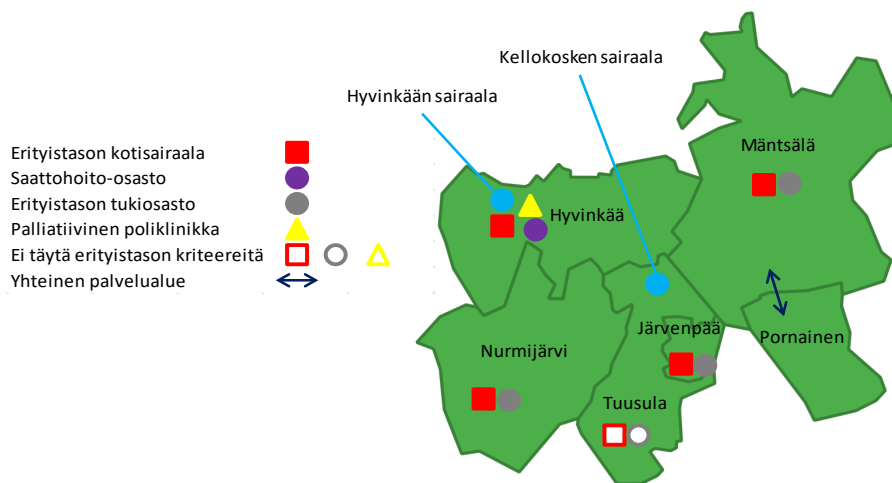 Kellokosken sairaala
Hyvinkään sairaala
Erityistason kotisairaala
Saattohoito-osasto
Erityistason tukiosasto
Palliatiivinen poliklinikka
Ei täytä erityistason kriteereitä
Yhteinen palvelualue
Mäntsälä
Hyvinkää
Järvenpää
Pornainen
Nurmijärvi
Tuusula